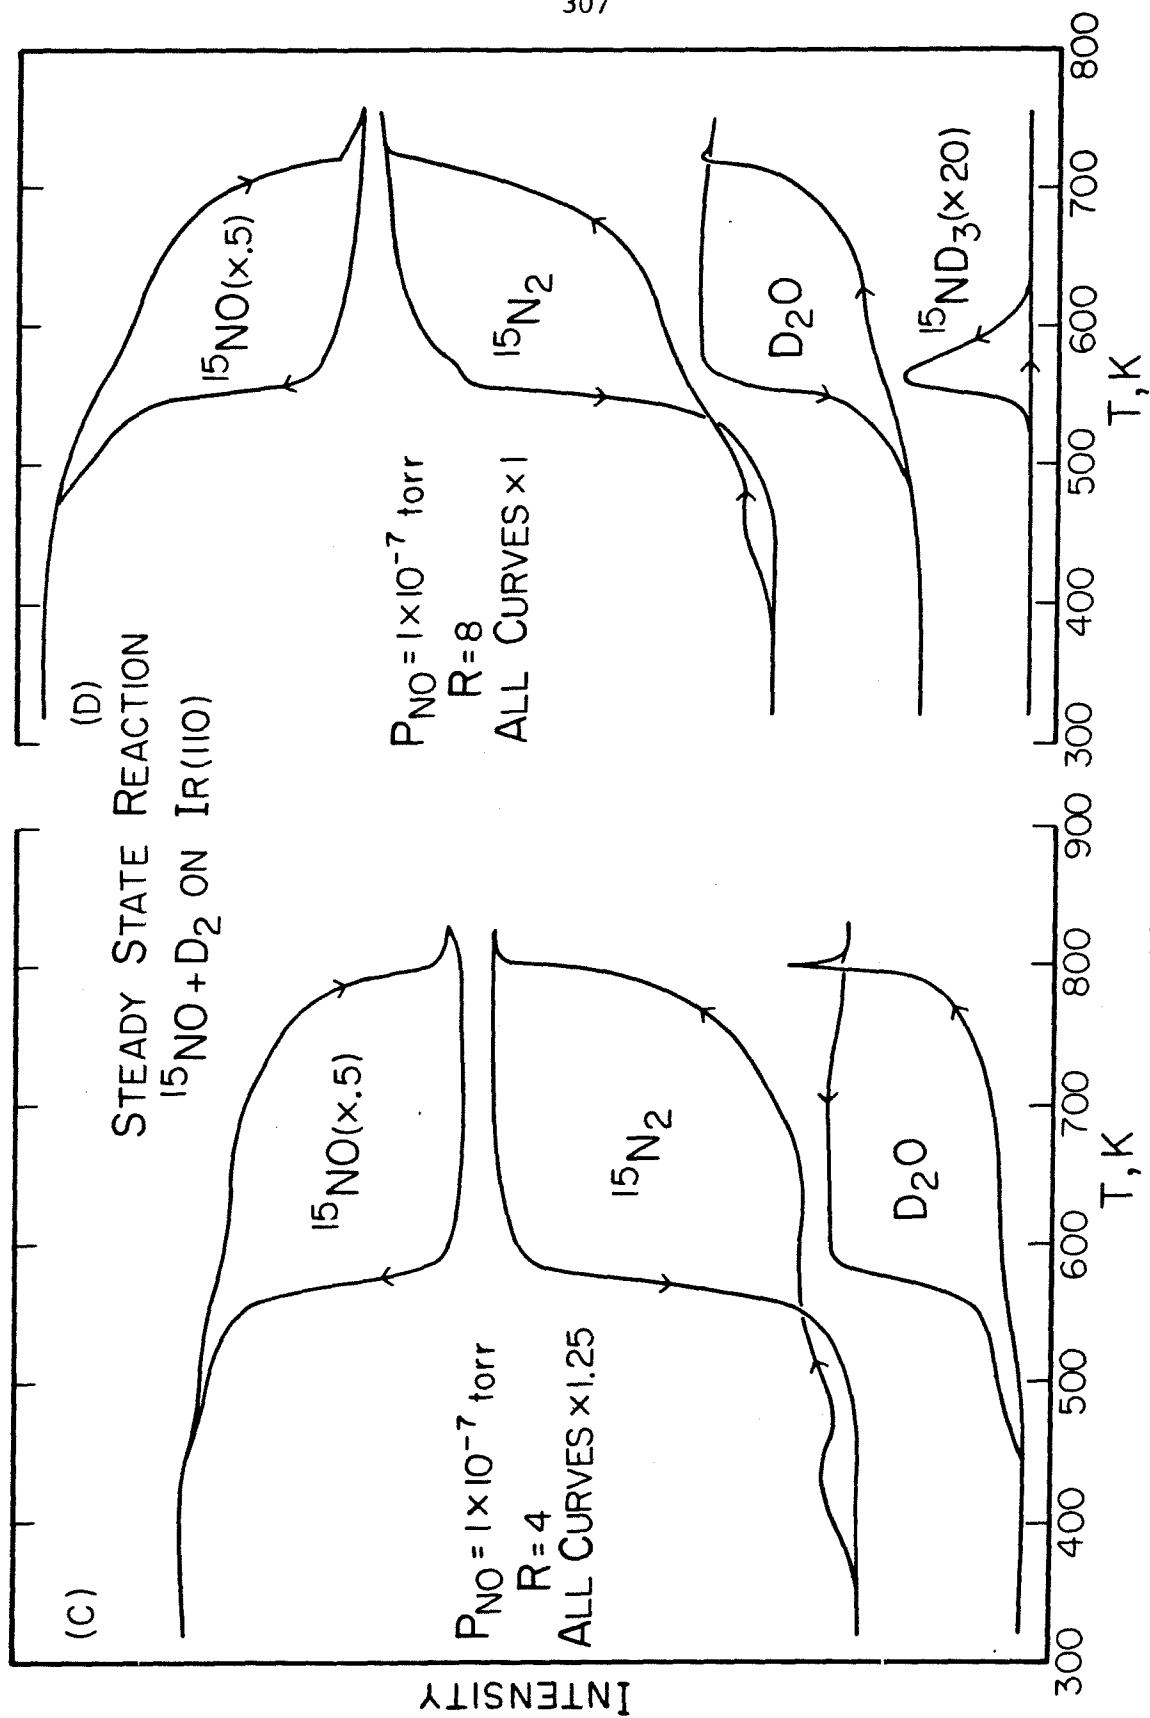 307
(C)
(D)
STEADY STATE REACTION
¹⁵NO + D₂ ON IR(110)
¹⁵NO(×.5)
¹⁵N₂
D₂O
P_NO = 1×10⁻⁷ torr
R = 4
ALL CURVES ×1.25
INTENSITY
300 400 500 600 700 800 900
T, K
¹⁵NO(×.5)
¹⁵N₂
D₂O
¹⁵ND₃(×20)
P_NO = 1×10⁻⁷ torr
R = 8
ALL CURVES ×1
300 400 500 600 700 800
T, K